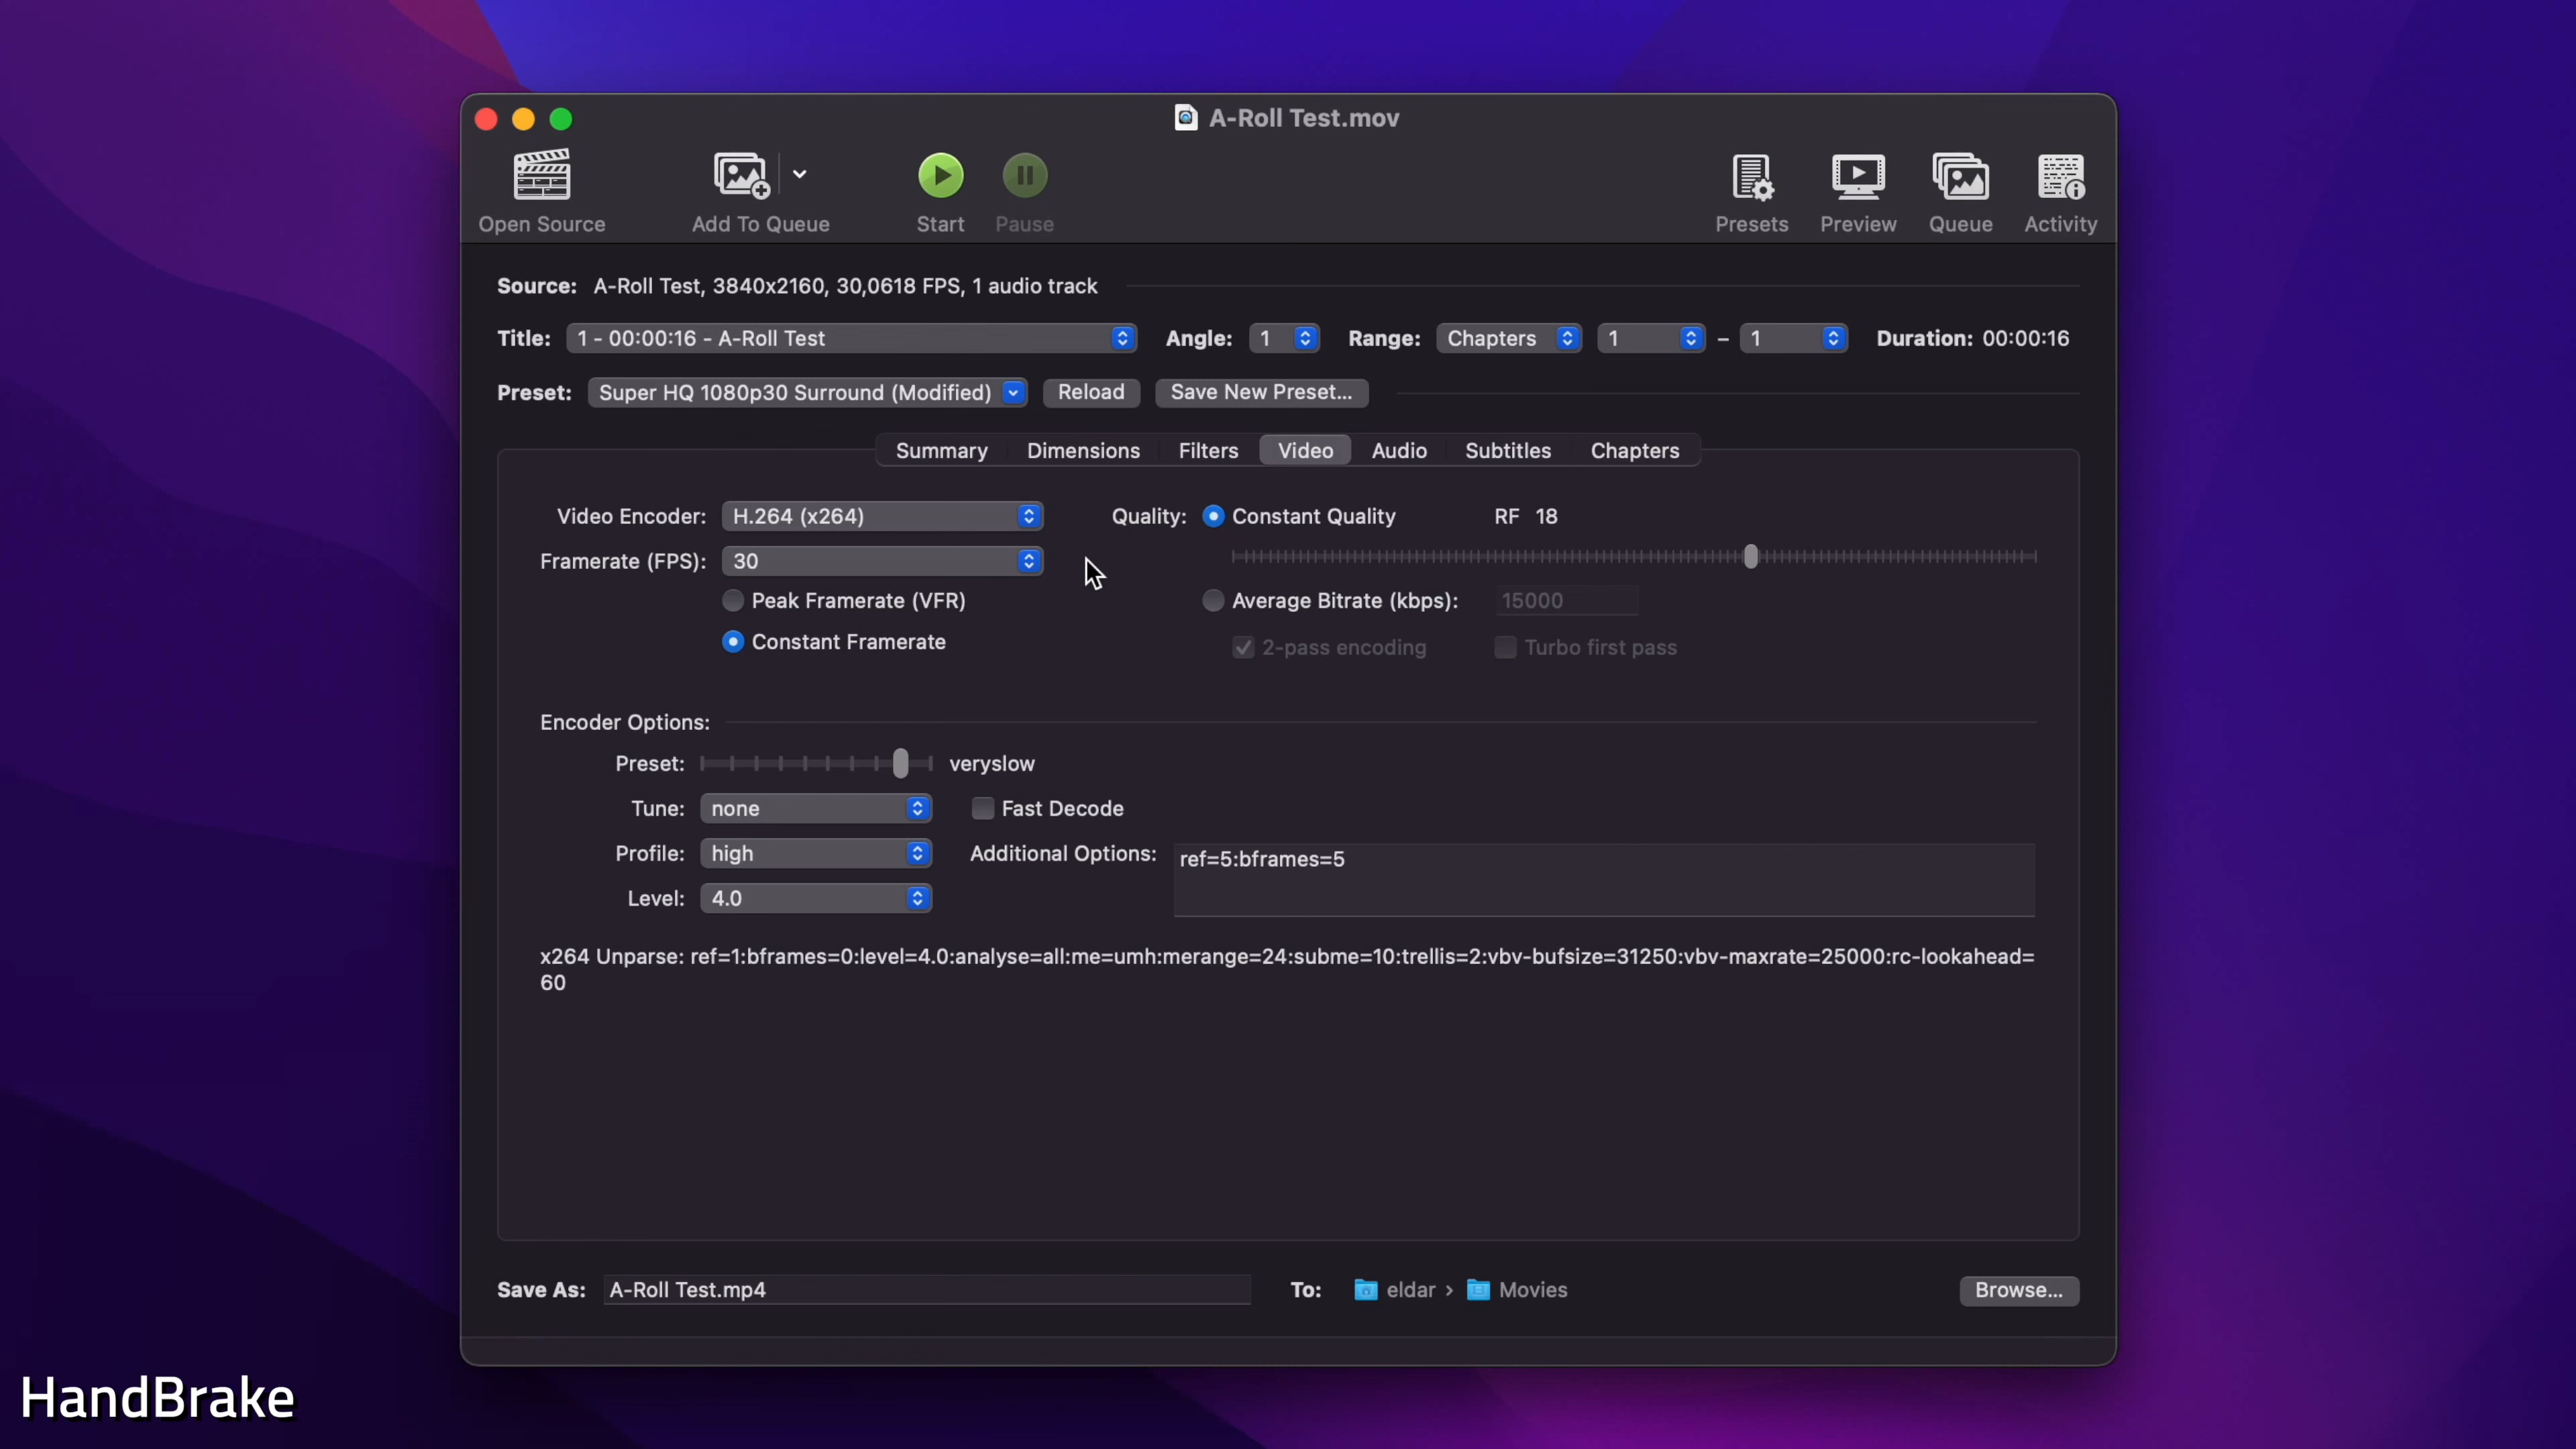 A-Roll Test.mov
Open Source
Add To Queue
Start
Pause
Presets
Preview
Queue
Activity
Source: A-Roll Test, 3840x2160, 30,0618 FPS, 1 audio track
Title: 1 - 00:00:16 - A-Roll Test Angle: 1 Range: Chapters 1 – 1 Duration: 00:00:16
Preset: Super HQ 1080p30 Surround (Modified) Reload Save New Preset...
Summary Dimensions Filters Video Audio Subtitles Chapters
Video Encoder: H.264 (x264) Quality: Constant Quality RF 18
Framerate (FPS): 30
Peak Framerate (VFR) Average Bitrate (kbps): 15000
Constant Framerate 2-pass encoding Turbo first pass
Encoder Options:
Preset: veryslow
Tune: none Fast Decode
Profile: high Additional Options: ref=5:bframes=5
Level: 4.0
x264 Unparse: ref=1:bframes=0:level=4.0:analyse=all:me=umh:merange=24:subme=10:trellis=2:vbv-bufsize=31250:vbv-maxrate=25000:rc-lookahead=
60
Save As: A-Roll Test.mp4 To: eldar › Movies Browse...
HandBrake